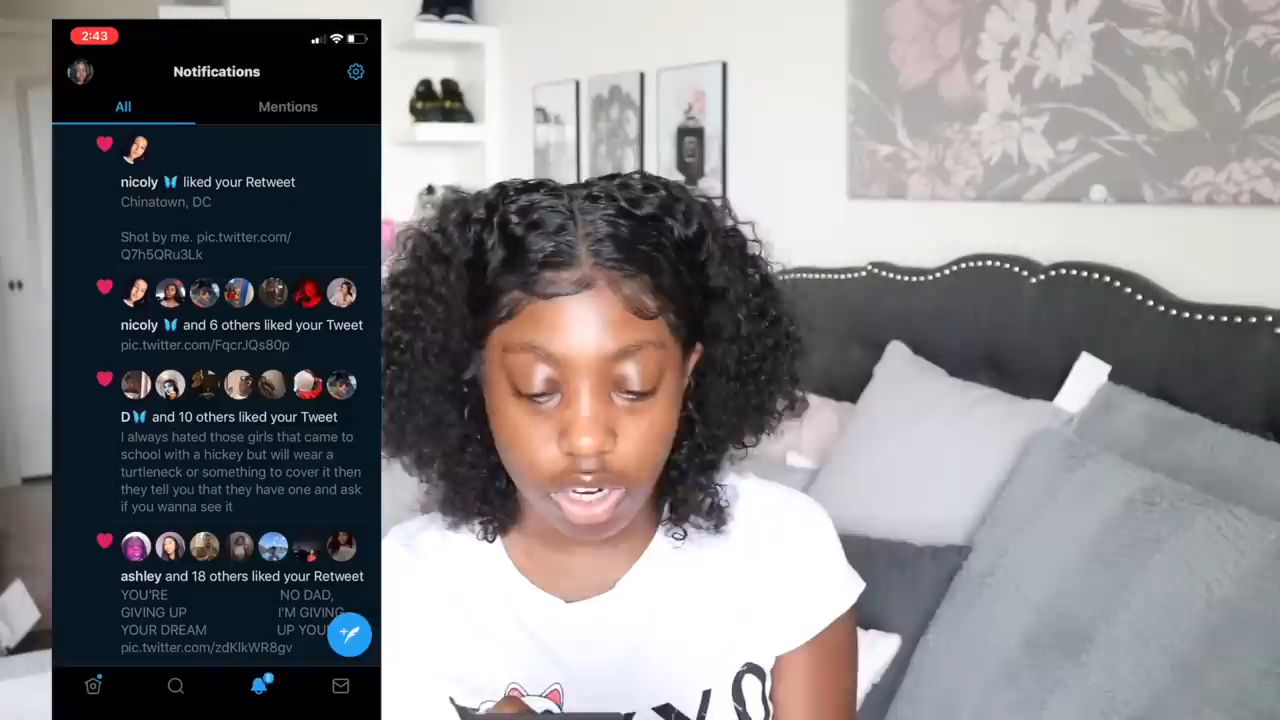 2:43
Notifications
All
Mentions
nicoly 🦋 liked your Retweet
Chinatown, DC
Shot by me. pic.twitter.com/
Q7h5QRu3Lk
nicoly 🦋 and 6 others liked your Tweet
pic.twitter.com/FqcrJQs80p
D🦋 and 10 others liked your Tweet
I always hated those girls that came to
school with a hickey but will wear a
turtleneck or something to cover it then
they tell you that they have one and ask
if you wanna see it
ashley and 18 others liked your Retweet
YOU'RE NO DAD,
GIVING UP I'M GIVING
YOUR DREAM UP
pic.twitter.com/zdKlkWR8gv